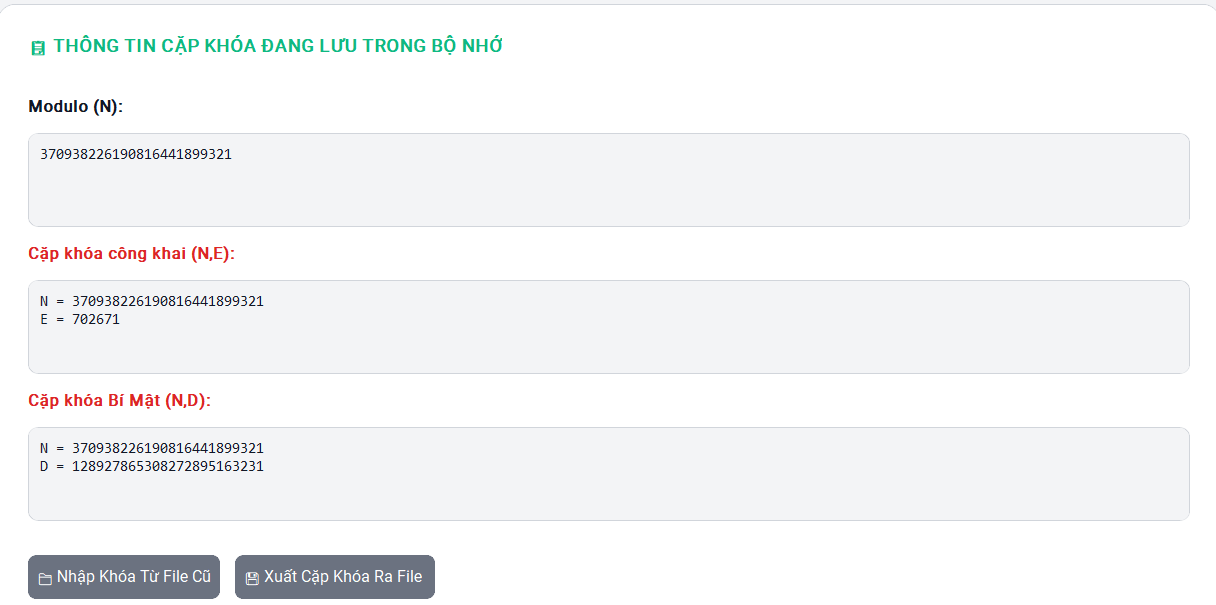 THÔNG TIN CẶP KHÓA ĐANG LƯU TRONG BỘ NHỚ
Modulo (N):
370938226190816441899321
Cặp khóa công khai (N,E):
N = 370938226190816441899321
E = 702671
Cặp khóa Bí Mật (N,D):
N = 370938226190816441899321
D = 128927865308272895163231
Nhập Khóa Từ File Cũ
Xuất Cặp Khóa Ra File